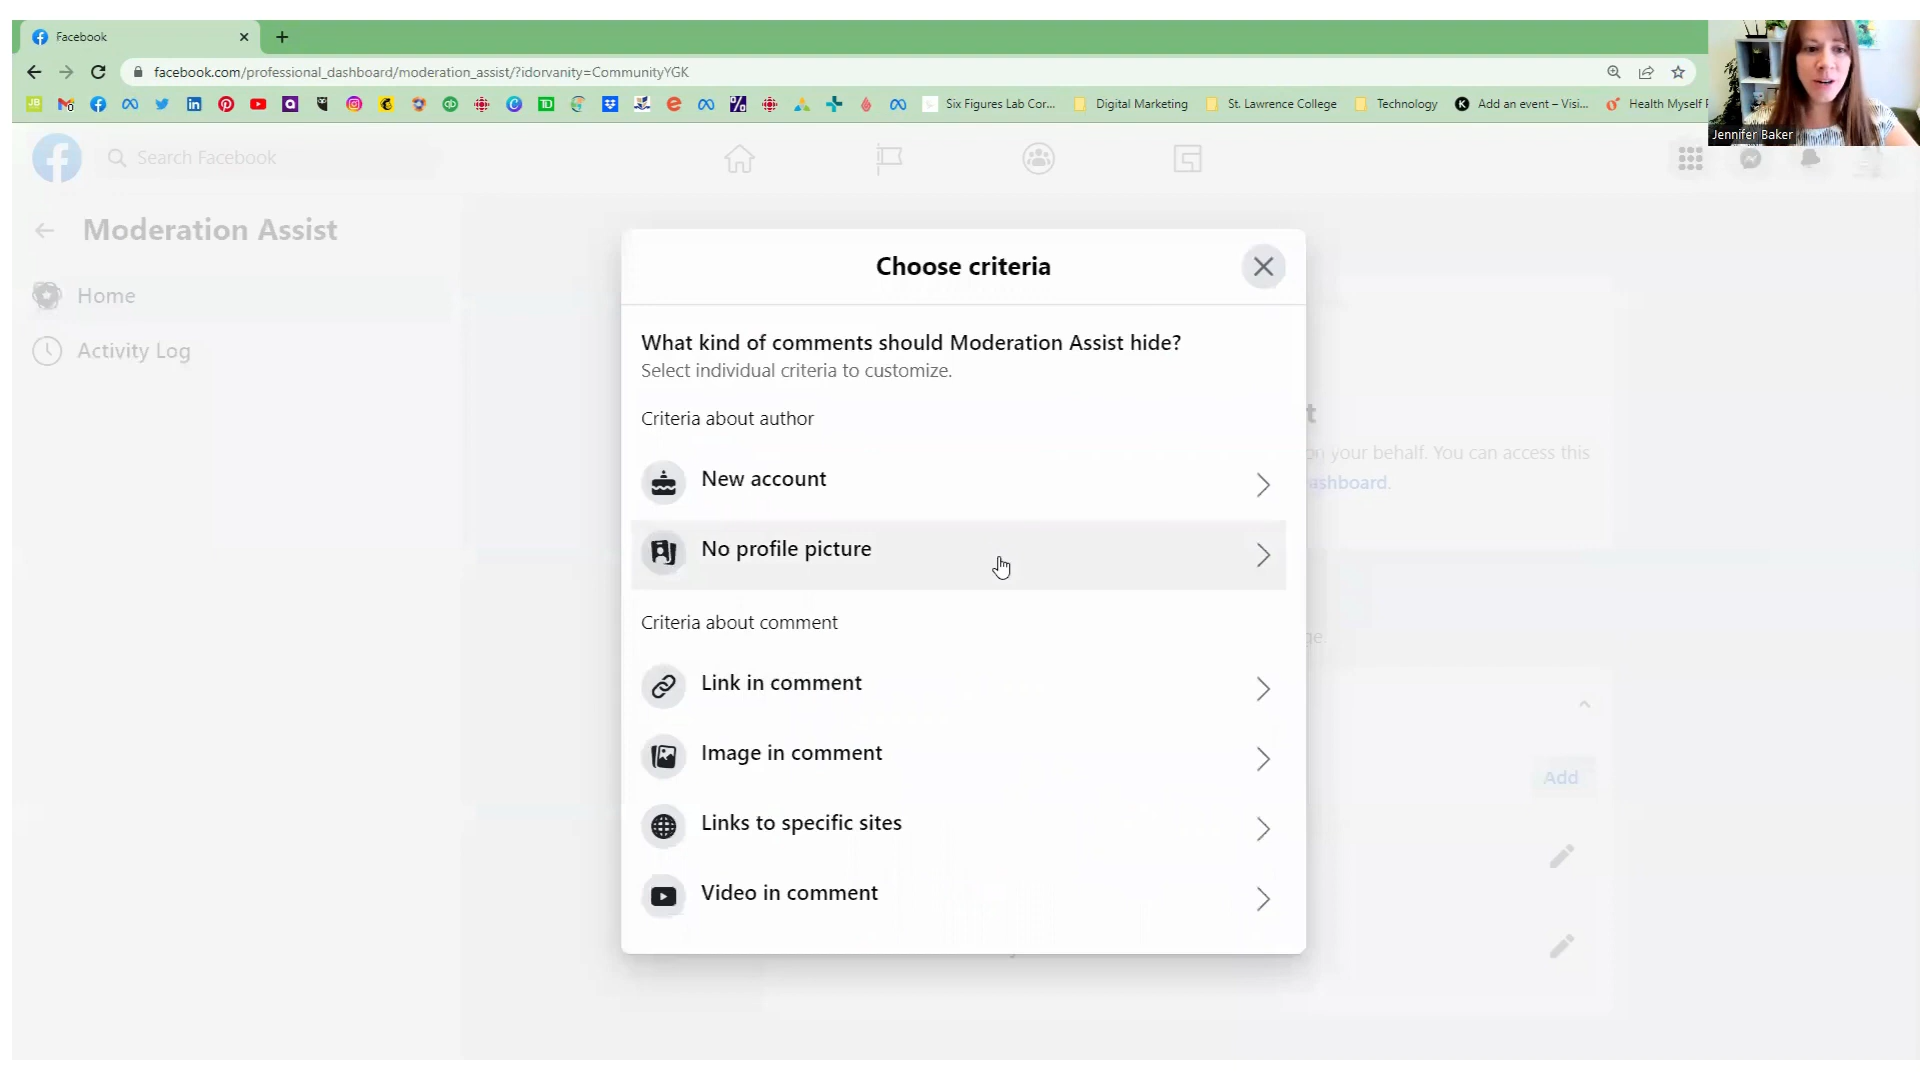 Facebook
facebook.com/professional_dashboard/moderation_assist/?idorvanity=CommunityYGK
JB
TD
Six Figures Lab Cor...
Digital Marketing
St. Lawrence College
Technology
K
Add an event – Visi...
Health Myself
Jennifer Baker
Search Facebook
Moderation Assist
Home
Activity Log
Choose criteria
What kind of comments should Moderation Assist hide?
Select individual criteria to customize.
Criteria about author
New account
No profile picture
Criteria about comment
Link in comment
Image in comment
Links to specific sites
Video in comment
t
on your behalf. You can access this
ashboard.
ge.
Add